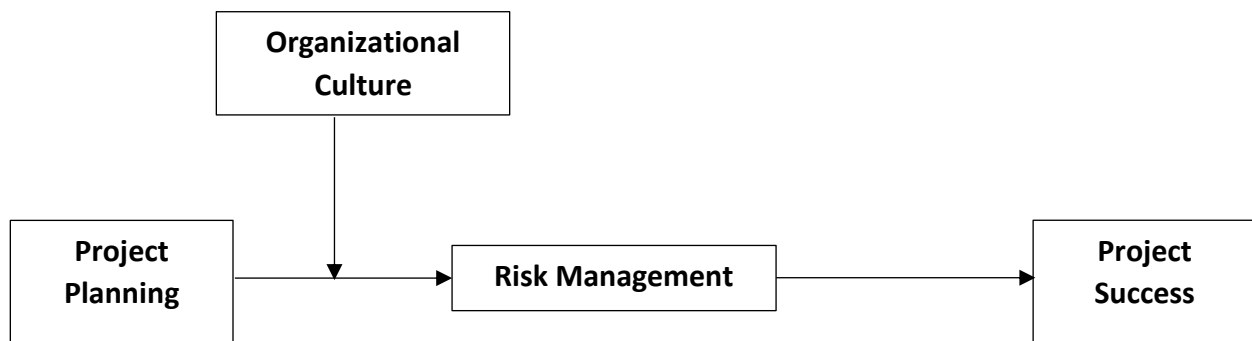 Organizational
Culture
Project
Planning
Risk Management
Project
Success